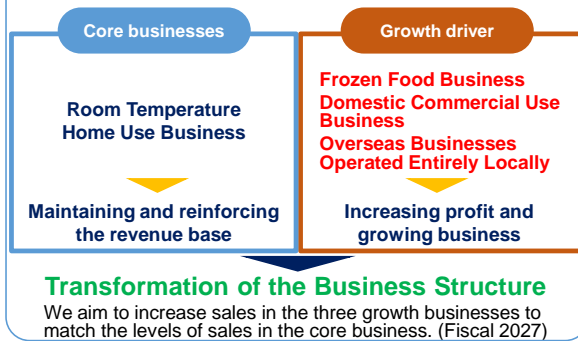 Core businesses
Room Temperature
Home Use Business
Maintaining and reinforcing
the revenue base
Growth driver
Frozen Food Business
Domestic Commercial Use
Business
Overseas Businesses
Operated Entirely Locally
Increasing profit and
growing business
Transformation of the Business Structure
We aim to increase sales in the three growth businesses to
match the levels of sales in the core business. (Fiscal 2027)